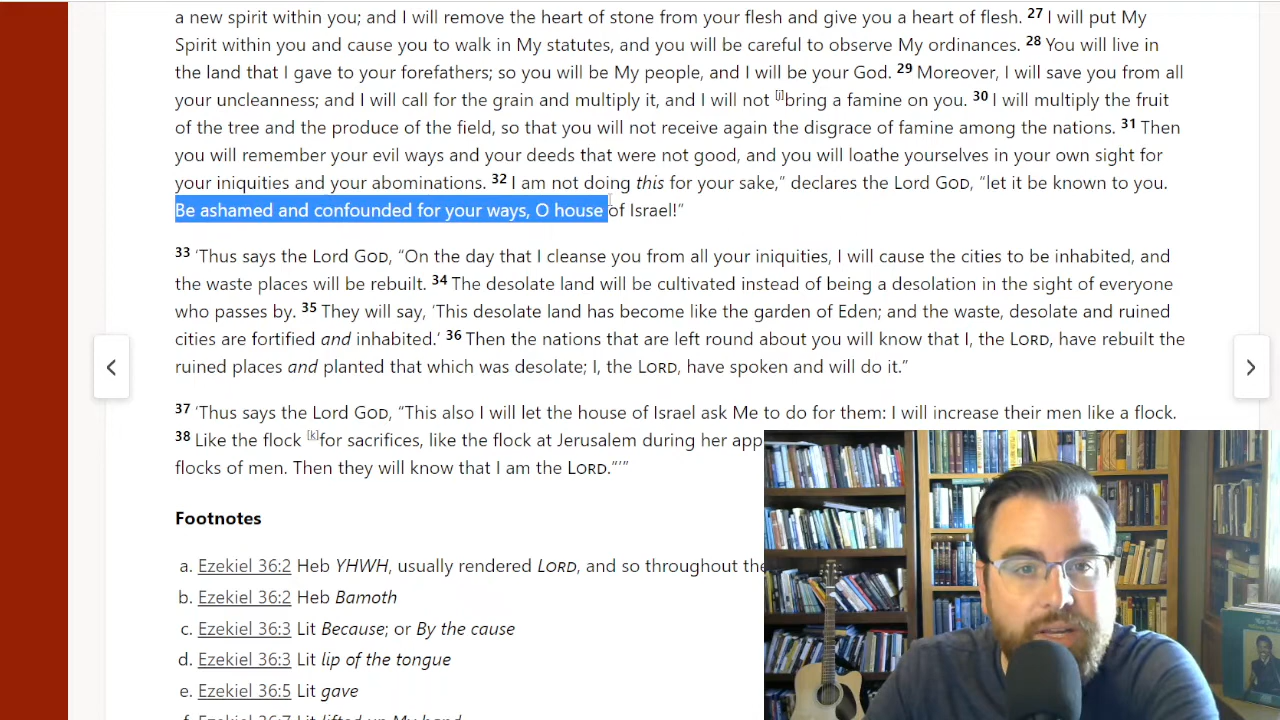 a new spirit within you; and I will remove the heart of stone from your flesh and give you a heart of flesh. 27 I will put My
Spirit within you and cause you to walk in My statutes, and you will be careful to observe My ordinances. 28 You will live in
the land that I gave to your forefathers; so you will be My people, and I will be your God. 29 Moreover, I will save you from all
your uncleanness; and I will call for the grain and multiply it, and I will not [j]bring a famine on you. 30 I will multiply the fruit
of the tree and the produce of the field, so that you will not receive again the disgrace of famine among the nations. 31 Then
you will remember your evil ways and your deeds that were not good, and you will loathe yourselves in your own sight for
your iniquities and your abominations. 32 I am not doing this for your sake,” declares the Lord GOD, “let it be known to you.
Be ashamed and confounded for your ways, O house of Israel!”
33 ‘Thus says the Lord GOD, “On the day that I cleanse you from all your iniquities, I will cause the cities to be inhabited, and
the waste places will be rebuilt. 34 The desolate land will be cultivated instead of being a desolation in the sight of everyone
who passes by. 35 They will say, ‘This desolate land has become like the garden of Eden; and the waste, desolate and ruined
cities are fortified and inhabited.’ 36 Then the nations that are left round about you will know that I, the LORD, have rebuilt the
ruined places and planted that which was desolate; I, the LORD, have spoken and will do it.”
37 ‘Thus says the Lord GOD, “This also I will let the house of Israel ask Me to do for them: I will increase their men like a flock.
38 Like the flock [k]for sacrifices, like the flock at Jerusalem during her app
flocks of men. Then they will know that I am the LORD.”’”
Footnotes
a. Ezekiel 36:2 Heb YHWH, usually rendered LORD, and so throughout the
b. Ezekiel 36:2 Heb Bamoth
c. Ezekiel 36:3 Lit Because; or By the cause
d. Ezekiel 36:3 Lit lip of the tongue
e. Ezekiel 36:5 Lit gave
f. Ezekiel 36:7 Lit lifted up My hand